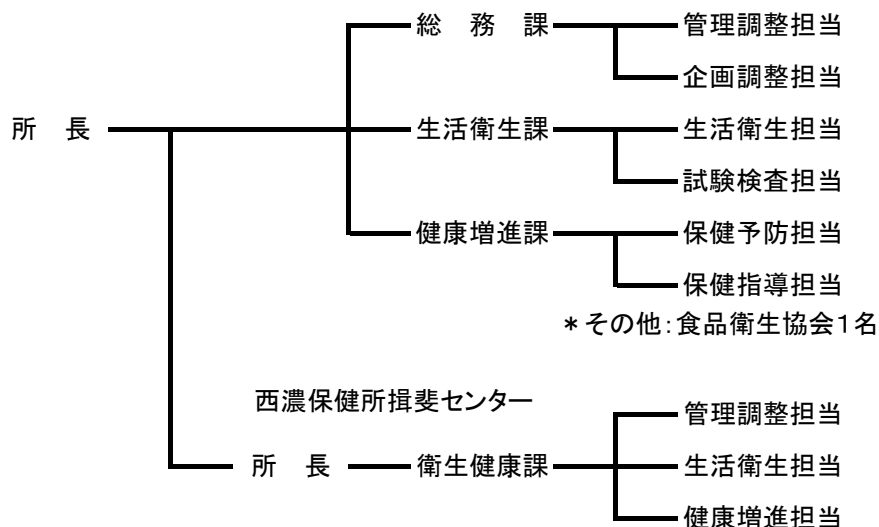 総　務　課　管理調整担当
企画調整担当
所　長　生活衛生課　生活衛生担当
試験検査担当
健康増進課　保健予防担当
保健指導担当
＊その他：食品衛生協会１名
西濃保健所揖斐センター
管理調整担当
所　長　衛生健康課　生活衛生担当
健康増進担当